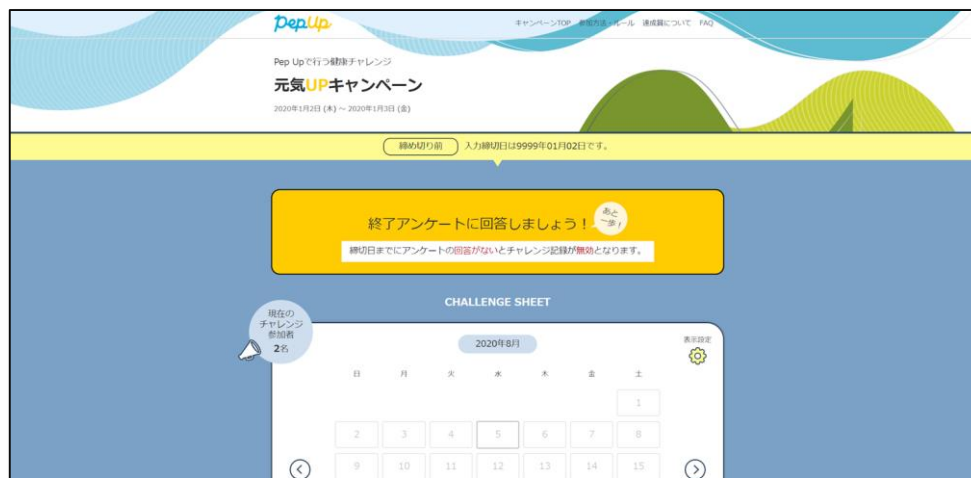 PepUp
キャンペーンTOP 参加方法・ルール 達成賞について FAQ
Pep Upで行う健康チャレンジ
元気UPキャンペーン
2020年1月2日 (木) ~ 2020年1月3日 (金)
締め切り前 入力締切日は9999年01月02日です。
終了アンケートに回答しましょう!
あと
一歩!
締切日までにアンケートの回答がないとチャレンジ記録が無効となります。
CHALLENGE SHEET
現在の
チャレンジ
参加者
2名
2020年8月
表示設定
日 月 火 水 木 金 土
1
2 3 4 5 6 7 8
9 10 11 12 13 14 15